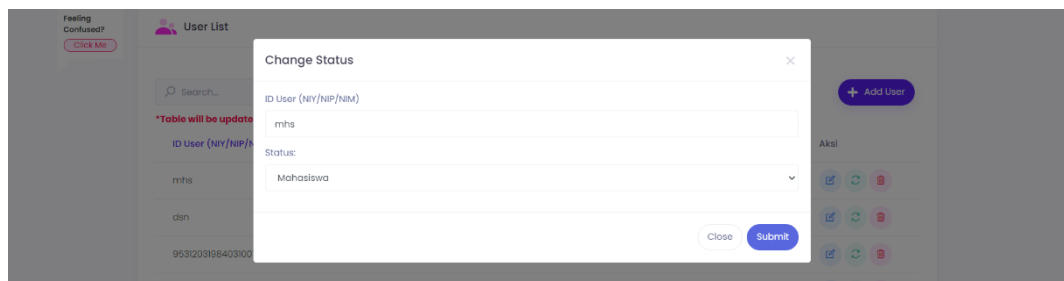 Feeling
Confused?
Click Me
User List
Change Status
ID User (NIY/NIP/NIM)
mhs
Status:
Mahasiswa
Close
Submit
Search...
+ Add User
*Table will be update
ID User (NIY/NIP/N
Aksi
mhs
dsn
9531203198403100